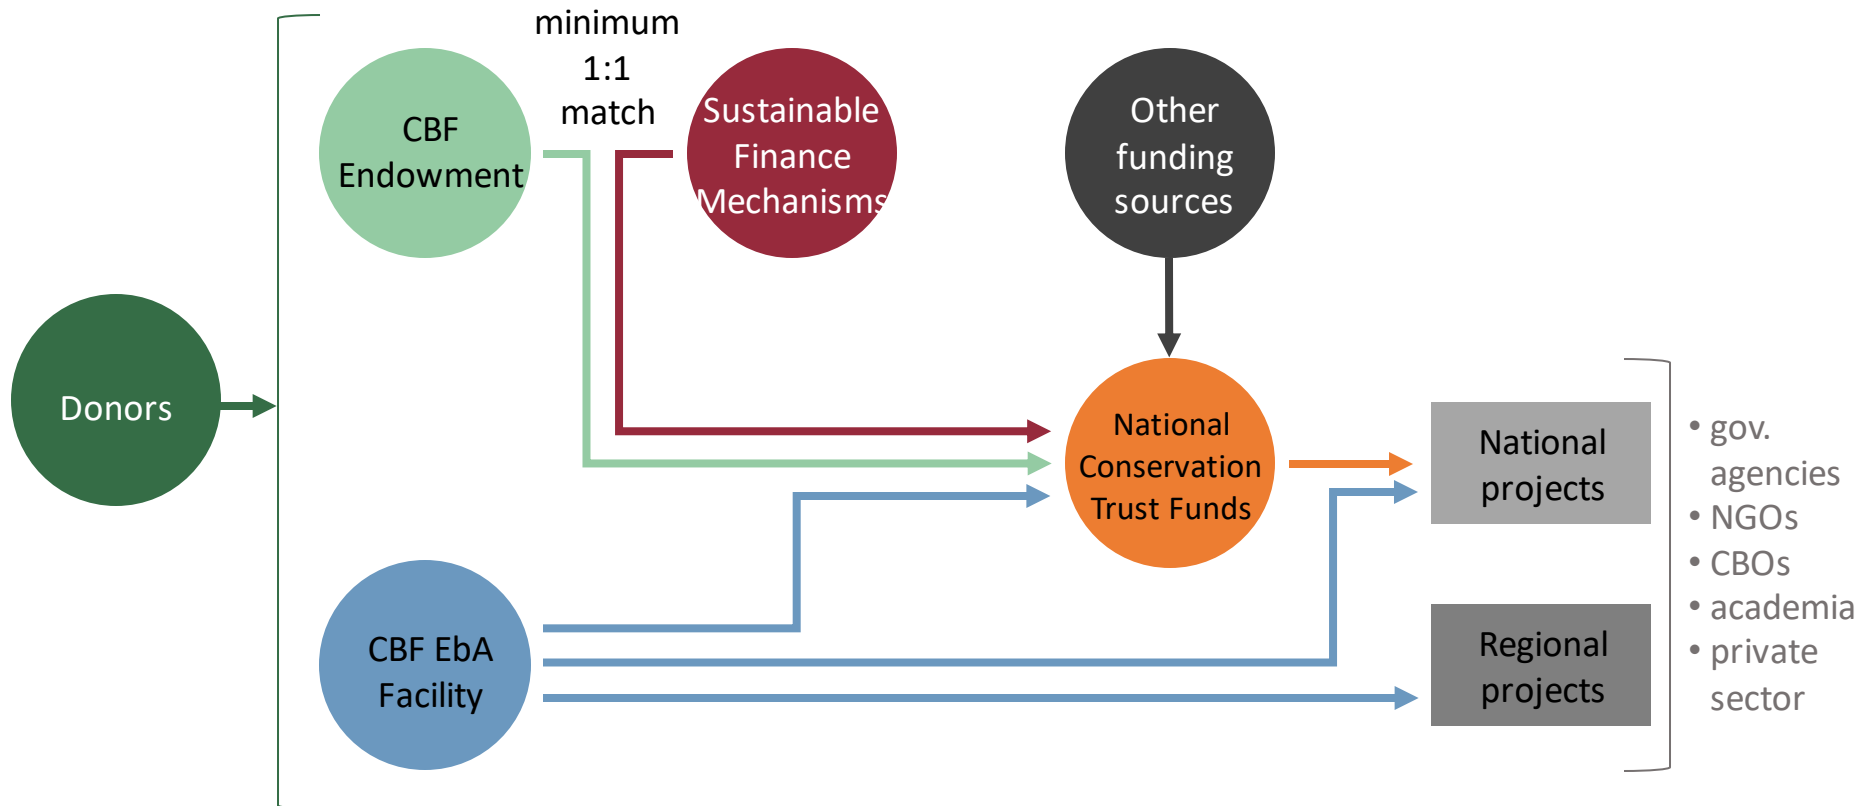 minimum
1:1
match
CBF
Endowment
Sustainable
Finance
Mechanisms
Other
funding
sources
Donors
National
Conservation
Trust Funds
National
projects
CBF EbA
Facility
Regional
projects
• gov.
agencies
• NGOs
• CBOs
• academia
• private
sector